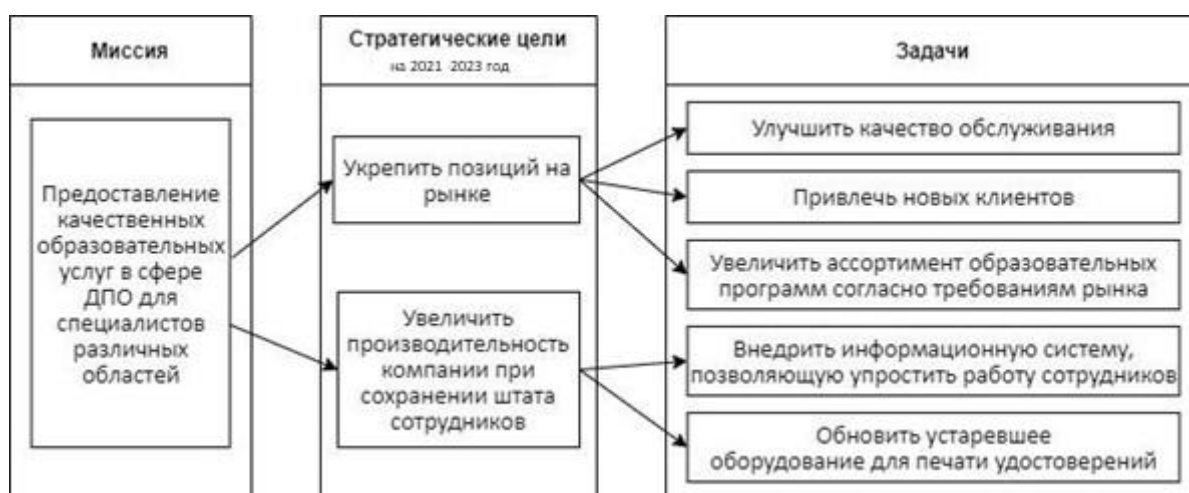 Миссия
Предоставление
качественных
образовательных
услуг в сфере
ДПО для
специалистов
различных
областей
Стратегические цели
на 2021 -2023 год
Укрепить позиций на
рынке
Увеличить
производительность
компании при
сохранении штата
сотрудников
Задачи
Улучшить качество обслуживания
Привлечь новых клиентов
Увеличить ассортимент образовательных
программ согласно требованиям рынка
Внедрить информационную систему,
позволяющую упростить работу сотрудников
Обновить устаревшее
оборудование для печати удостоверений